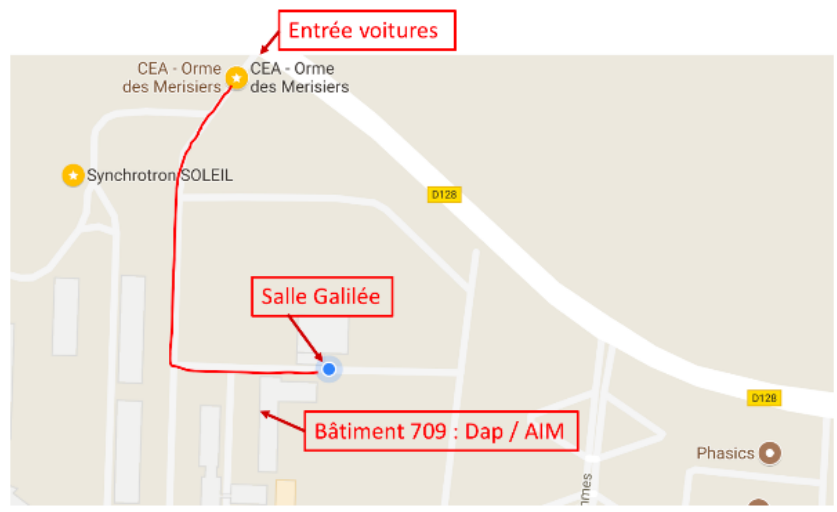 Entrée voitures
CEA - Orme
des Merisiers
CEA - Orme
des Merisiers
Synchrotron SOLEIL
D128
Salle Galilée
D128
Bâtiment 709 : Dap / AIM
Phasics